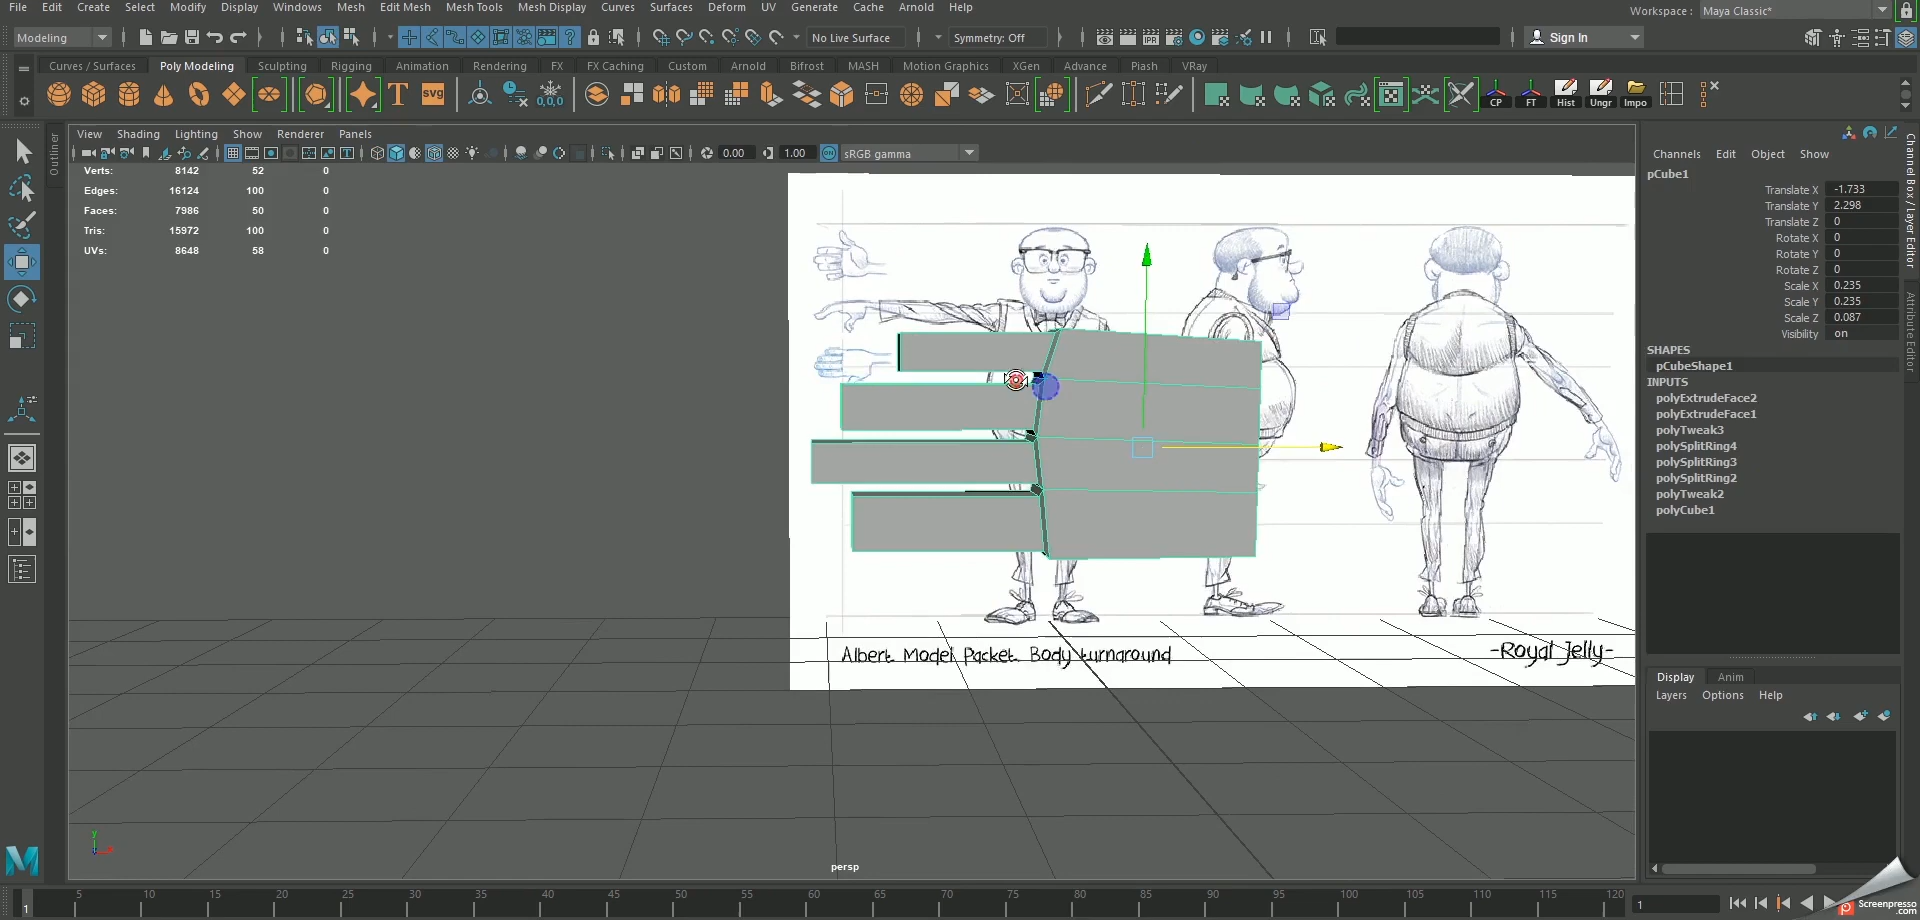 File Edit Create Select Modify Display Windows Mesh Edit Mesh Mesh Tools Mesh Display Curves Surfaces Deform UV Generate Cache Arnold Help
Workspace : Maya Classic*
Modeling No Live Surface Symmetry: Off Sign In
Curves / Surfaces Poly Modeling Sculpting Rigging Animation Rendering FX FX Caching Custom Arnold Bifrost MASH Motion Graphics XGen Advance Piash VRay
T svg 0,0,0 CP FT Hist Ungr Impo
Outliner
View Shading Lighting Show Renderer Panels
0.00 1.00 ON sRGB gamma
Verts: 8142 52 0
Edges: 16124 100 0
Faces: 7986 50 0
Tris: 15972 100 0
UVs: 8648 58 0
Albert Model Packet Body turnaround
-Royal Jelly-
y
persp
Channels Edit Object Show
pCube1
Translate X -1.733
Translate Y 2.298
Translate Z 0
Rotate X 0
Rotate Y 0
Rotate Z 0
Scale X 0.235
Scale Y 0.235
Scale Z 0.087
Visibility on
SHAPES
pCubeShape1
INPUTS
polyExtrudeFace2
polyExtrudeFace1
polyTweak3
polySplitRing4
polySplitRing3
polySplitRing2
polyTweak2
polyCube1
Channel Box / Layer Editor
Attribute Editor
Display Anim
Layers Options Help
M
1 5 10 15 20 25 30 35 40 45 50 55 60 65 70 75 80 85 90 95 100 105 110 115 120
1
Screenpresso
.com